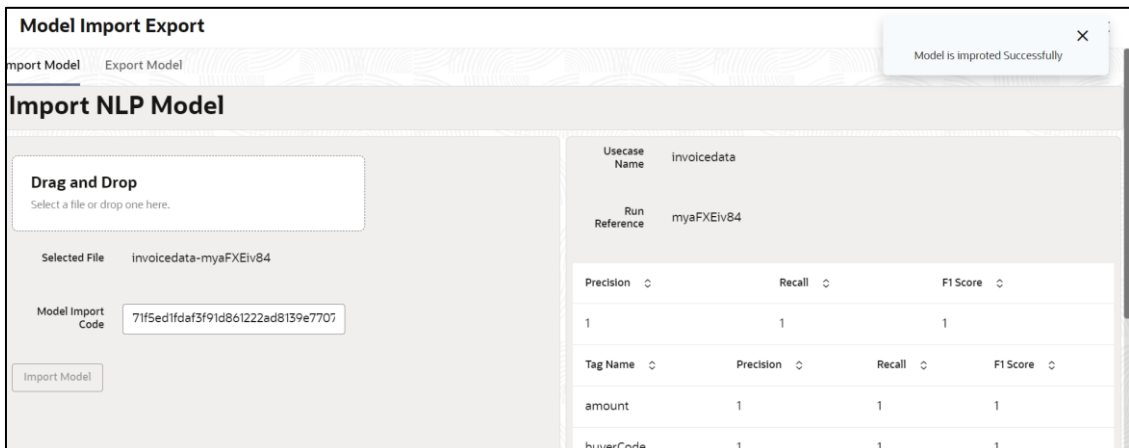 Model Import Export
Model is improted Successfully
mport Model Export Model
Import NLP Model
Drag and Drop
Select a file or drop one here.
Selected File invoicedata-myaFXEiv84
Model Import
Code
71f5ed1fdaf3f91d861222ad8139e7707
Import Model
Usecase
Name
invoicedata
Run
Reference
myaFXEiv84
Precision Recall F1 Score
1 1 1
Tag Name Precision Recall F1 Score
amount 1 1 1
buyerCode 1 1 1